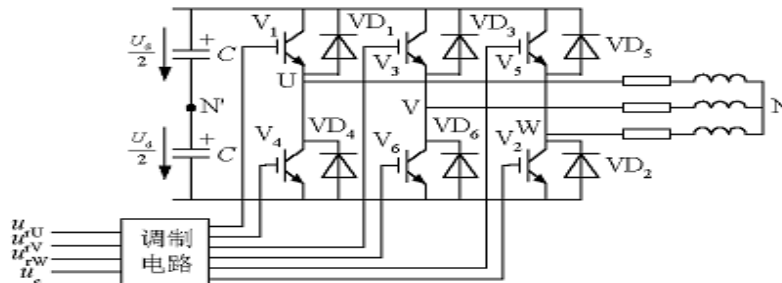 V₁ VD₁ VD₃
U_d/2 + C V₃ V₅ VD₅
U
N' V N
W
U_d/2 + C V₄ VD₄ V₆ VD₆ V₂ VD₂
u_rU
u_rV
u_rW
u_c
调制
电路